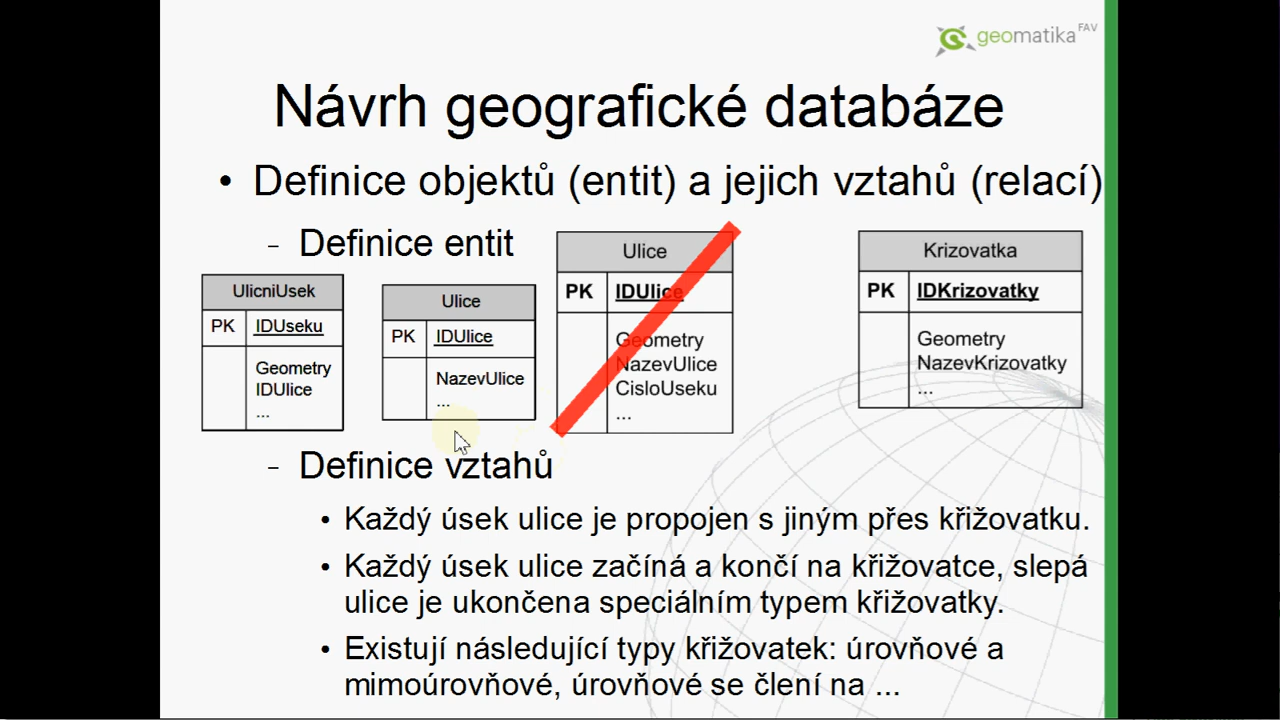 geomatika FAV
Návrh geografické databáze
• Definice objektů (entit) a jejich vztahů (relací)
– Definice entit
UlicniUsek
PK IDUseku
Geometry
IDUlice
...
Ulice
PK IDUlice
NazevUlice
...
Ulice
PK IDUlice
Geometry
NazevUlice
CisloUseku
...
Krizovatka
PK IDKrizovatky
Geometry
NazevKrizovatky
...
– Definice vztahů
• Každý úsek ulice je propojen s jiným přes křižovatku.
• Každý úsek ulice začíná a končí na křižovatce, slepá
ulice je ukončena speciálním typem křižovatky.
• Existují následující typy křižovatek: úrovňové a
mimoúrovňové, úrovňové se člení na ...